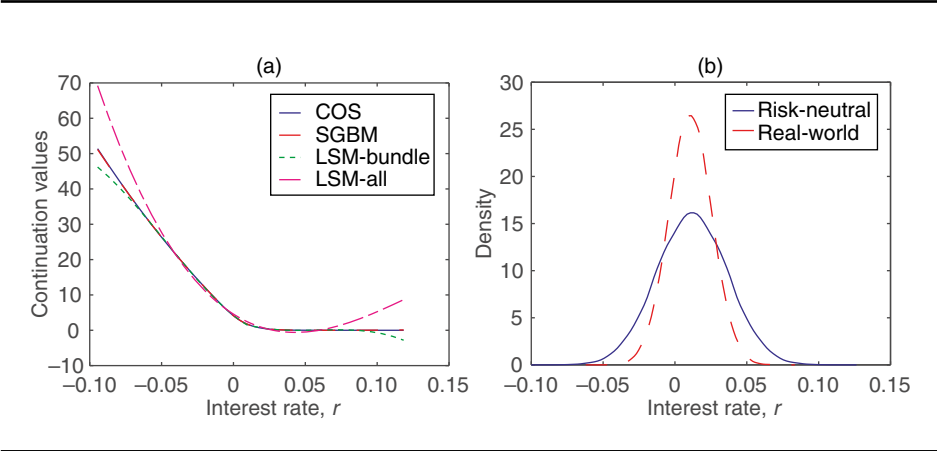 (a)
70
60
50
40
30
20
10
0
−10
Continuation values
COS
SGBM
LSM-bundle
LSM-all
−0.10 −0.05 0 0.05 0.10 0.15
Interest rate, r
(b)
30
25
20
15
10
5
0
Density
Risk-neutral
Real-world
−0.10 −0.05 0 0.05 0.10 0.15
Interest rate, r